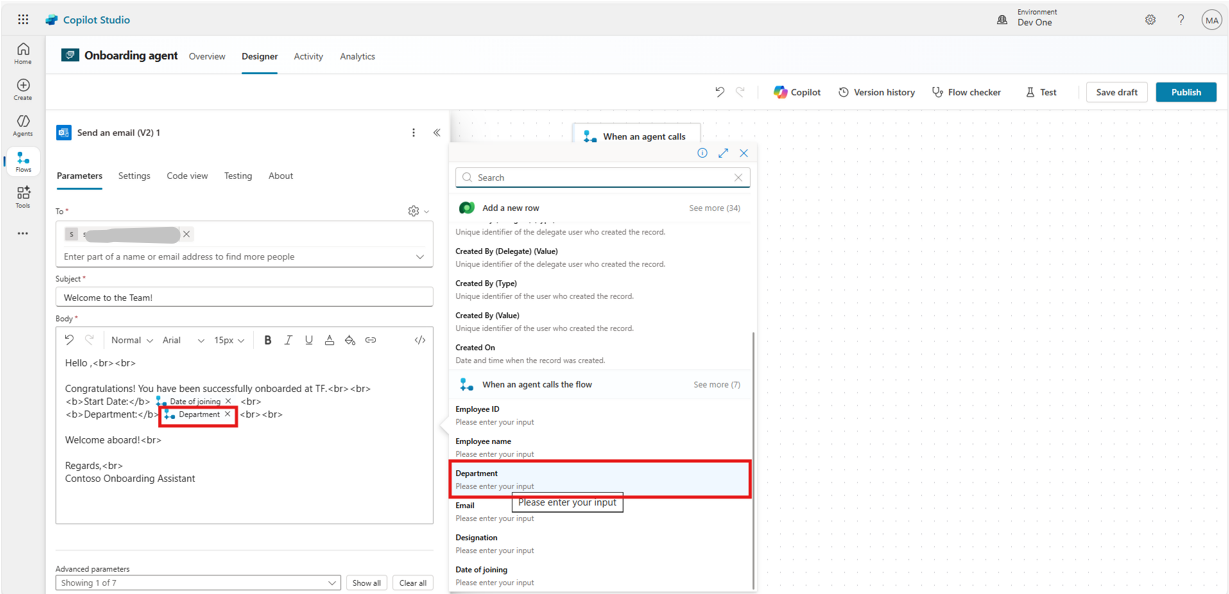 Copilot Studio
Environment
Dev One
?
MA
Home
Create
Agents
Flows
Tools
Onboarding agent
Overview
Designer
Activity
Analytics
Copilot
Version history
Flow checker
Test
Save draft
Publish
Send an email (V2) 1
Parameters
Settings
Code view
Testing
About
To *
S s
Enter part of a name or email address to find more people
Subject *
Welcome to the Team!
Body *
Normal
Arial
15px
B I U A </>
Hello ,<br><br>
Congratulations! You have been successfully onboarded at TF.<br><br>
<b>Start Date:</b> Date of joining × <br>
<b>Department:</b> Department × <br><br>
Welcome aboard!<br>
Regards,<br>
Contoso Onboarding Assistant
Advanced parameters
Showing 1 of 7
Show all
Clear all
When an agent calls
Search
Add a new row
See more (34)
Unique identifier of the delegate user who created the record.
Created By (Delegate) (Value)
Unique identifier of the delegate user who created the record.
Created By (Type)
Unique identifier of the user who created the record.
Created By (Value)
Unique identifier of the user who created the record.
Created On
Date and time when the record was created.
When an agent calls the flow
See more (7)
Employee ID
Please enter your input
Employee name
Please enter your input
Department
Please enter your input
Please enter your input
Email
Please enter your input
Designation
Please enter your input
Date of joining
Please enter your input